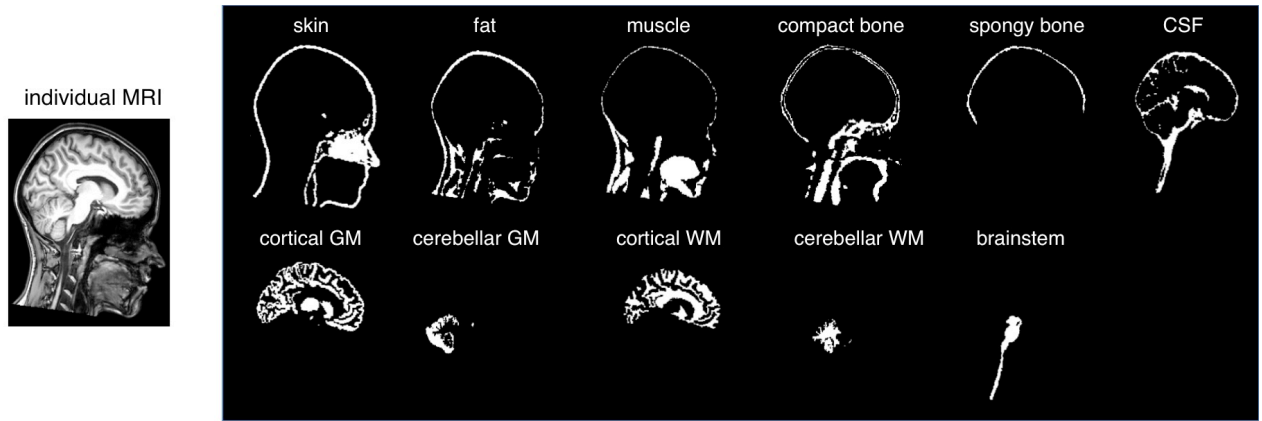 individual MRI
skin
fat
muscle
compact bone
spongy bone
CSF
cortical GM
cerebellar GM
cortical WM
cerebellar WM
brainstem